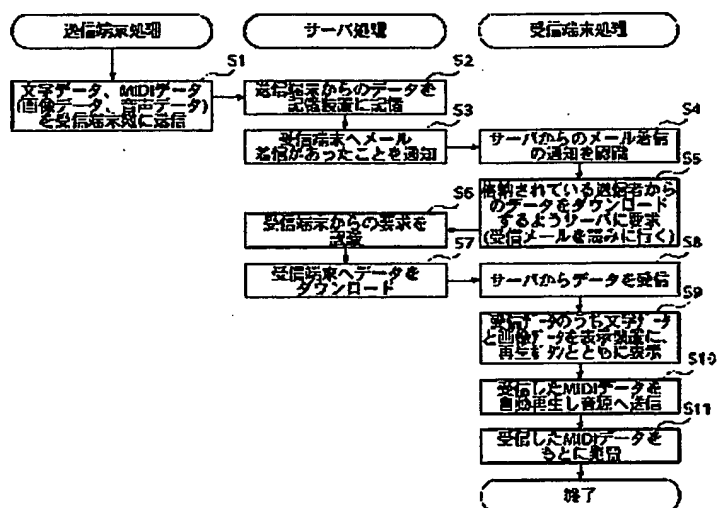 送信端末処理
サーバ処理
受信端末処理
S1
文字データ、MIDIデータ
(画像データ、音声データ)
を受信端末宛に送信
S2
送信端末からのデータを
記憶装置に記憶
S3
受信端末へメール
着信があったことを通知
S4
サーバからのメール着信
の通知を認識
S5
格納されている送信者から
のデータをダウンロード
するようサーバに要求
(受信メールを読みに行く)
S6
受信端末からの要求を
認識
S7
受信端末へデータを
ダウンロード
S8
サーバからデータを受信
S9
受信データのうち文字データ
と画像データを表示装置に、
再生ボタンとともに表示
S10
受信したMIDIデータを
自動再生し音源へ送信
S11
受信したMIDIデータを
もとに発音
終了